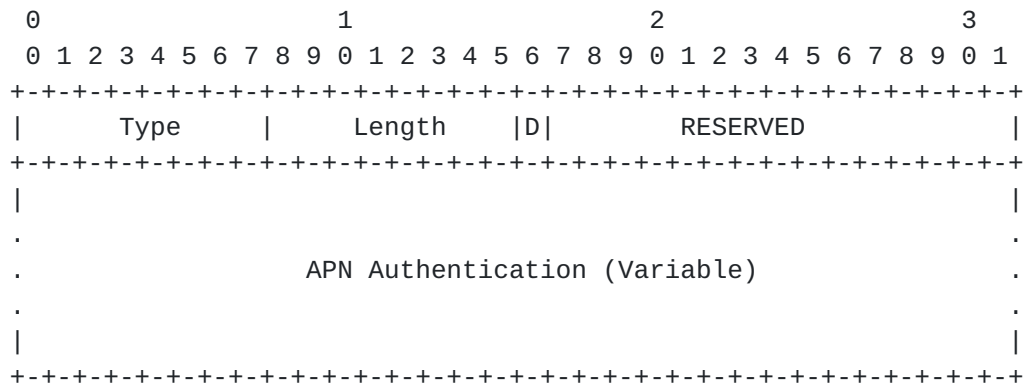 0                   1                   2                   3
 0 1 2 3 4 5 6 7 8 9 0 1 2 3 4 5 6 7 8 9 0 1 2 3 4 5 6 7 8 9 0 1
+-+-+-+-+-+-+-+-+-+-+-+-+-+-+-+-+-+-+-+-+-+-+-+-+-+-+-+-+-+-+-+-+
|      Type     |     Length    |D|        RESERVED             |
+-+-+-+-+-+-+-+-+-+-+-+-+-+-+-+-+-+-+-+-+-+-+-+-+-+-+-+-+-+-+-+-+
|                                                               |
.                                                               .
.                  APN Authentication (Variable)                .
.                                                               .
|                                                               |
+-+-+-+-+-+-+-+-+-+-+-+-+-+-+-+-+-+-+-+-+-+-+-+-+-+-+-+-+-+-+-+-+